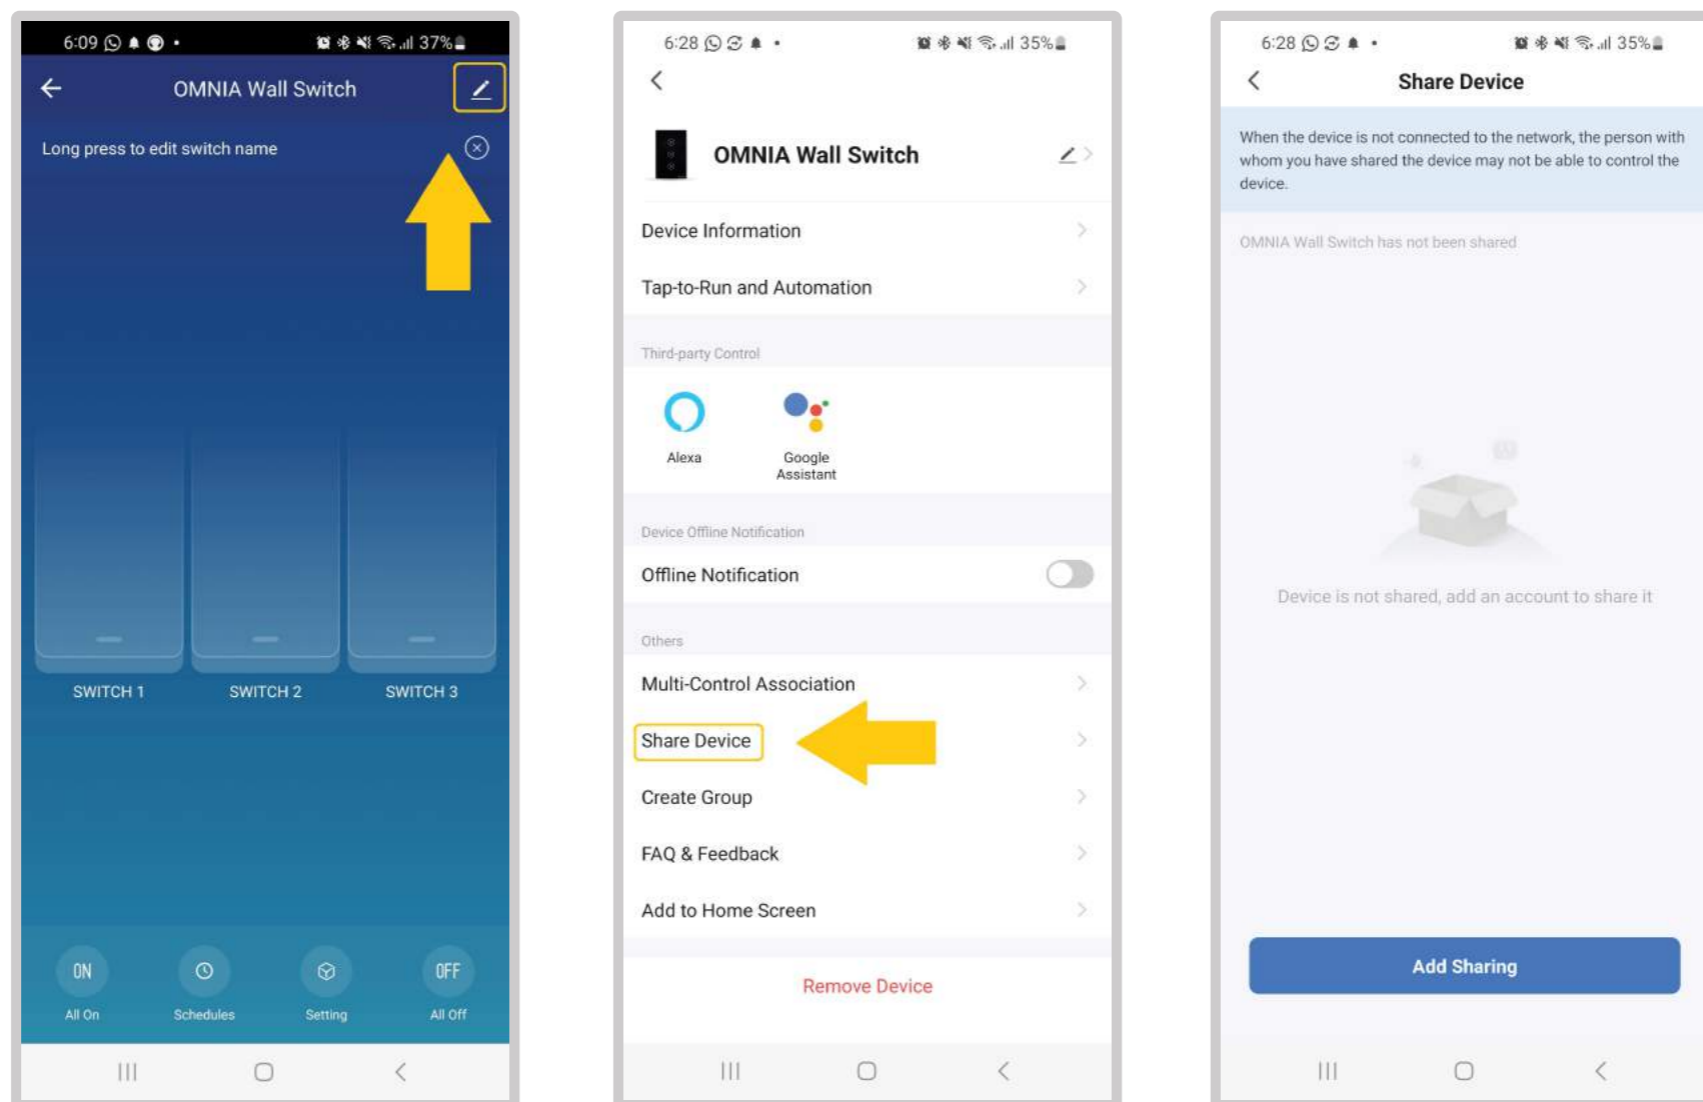 6:09
37%
OMNIA Wall Switch
Long press to edit switch name
SWITCH 1
SWITCH 2
SWITCH 3
ON
OFF
All On
Schedules
Setting
All Off
6:28
35%
OMNIA Wall Switch
Device Information
Tap-to-Run and Automation
Third-party Control
Alexa
Google
Assistant
Device Offline Notification
Offline Notification
Others
Multi-Control Association
Share Device
Create Group
FAQ & Feedback
Add to Home Screen
Remove Device
6:28
35%
Share Device
When the device is not connected to the network, the person with
whom you have shared the device may not be able to control the
device.
OMNIA Wall Switch has not been shared
Device is not shared, add an account to share it
Add Sharing